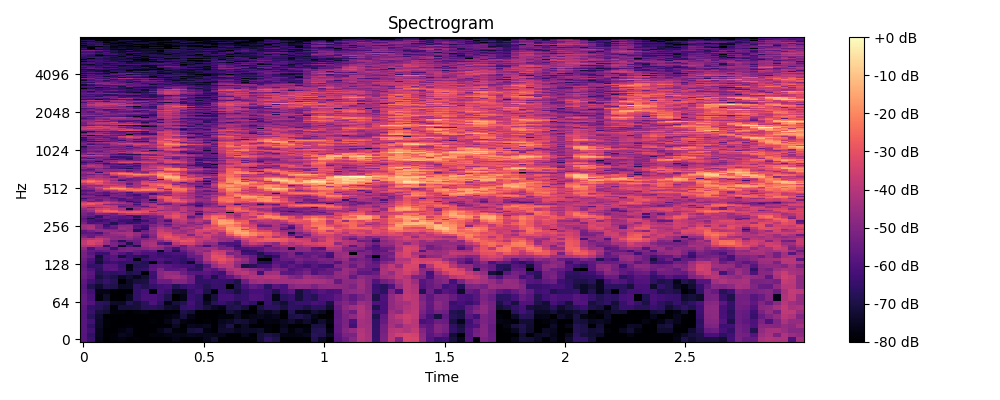 Spectrogram
4096
2048
1024
512
256
128
64
0
Hz
0
0.5
1
1.5
2
2.5
Time
+0 dB
-10 dB
-20 dB
-30 dB
-40 dB
-50 dB
-60 dB
-70 dB
-80 dB